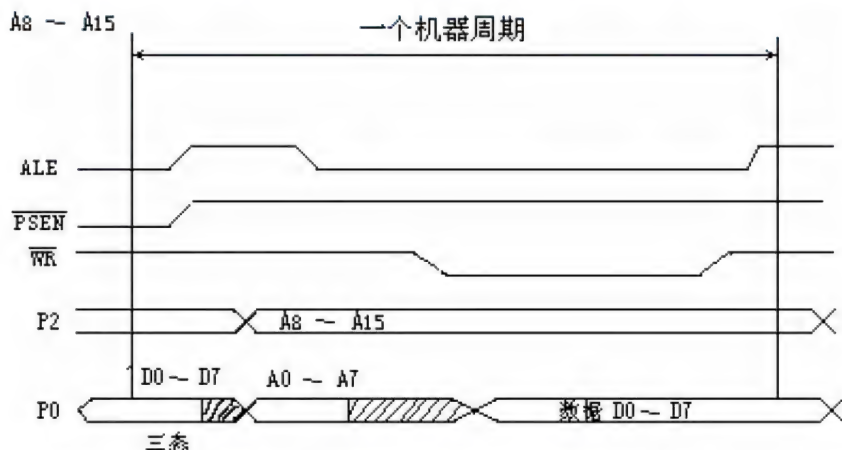 A8 ~ A15
一个机器周期
ALE
PSEN
WR
P2
A8 ~ A15
D0 ~ D7
A0 ~ A7
P0
数据 D0 ~ D7
三态